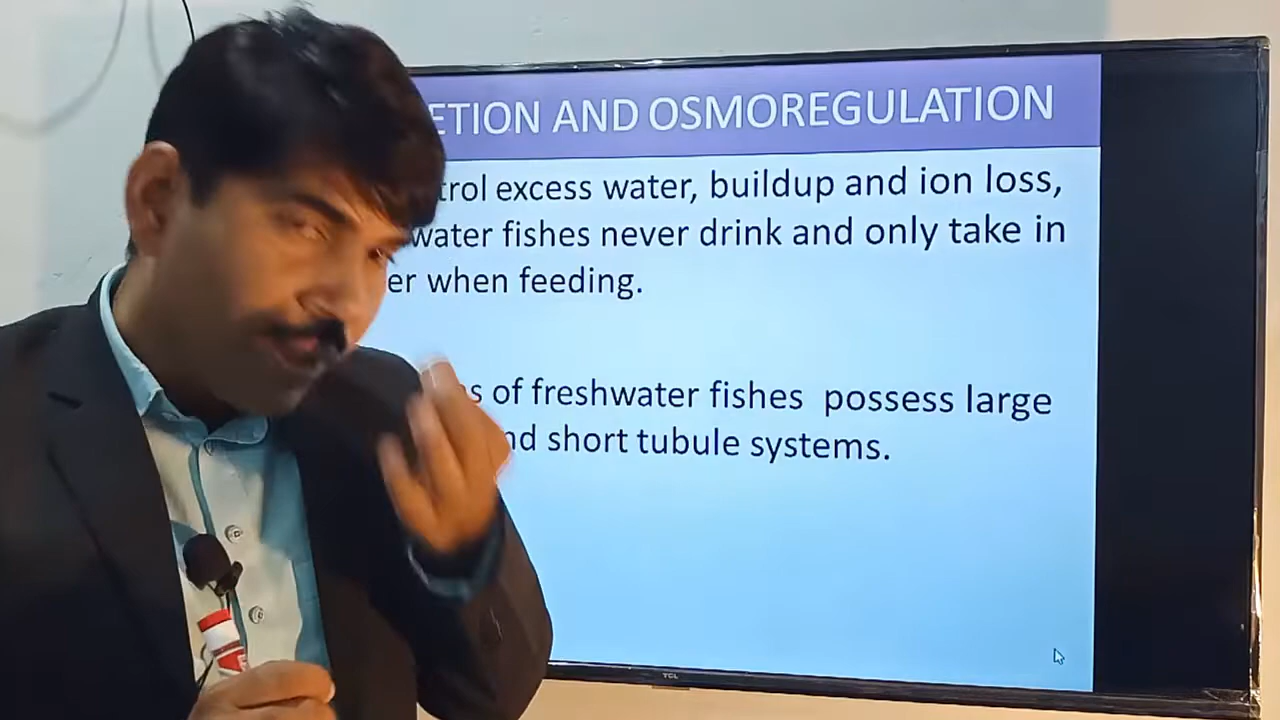 ETION AND OSMOREGULATION
trol excess water, buildup and ion loss,
water fishes never drink and only take in
er when feeding.
s of freshwater fishes possess large
nd short tubule systems.
TCL